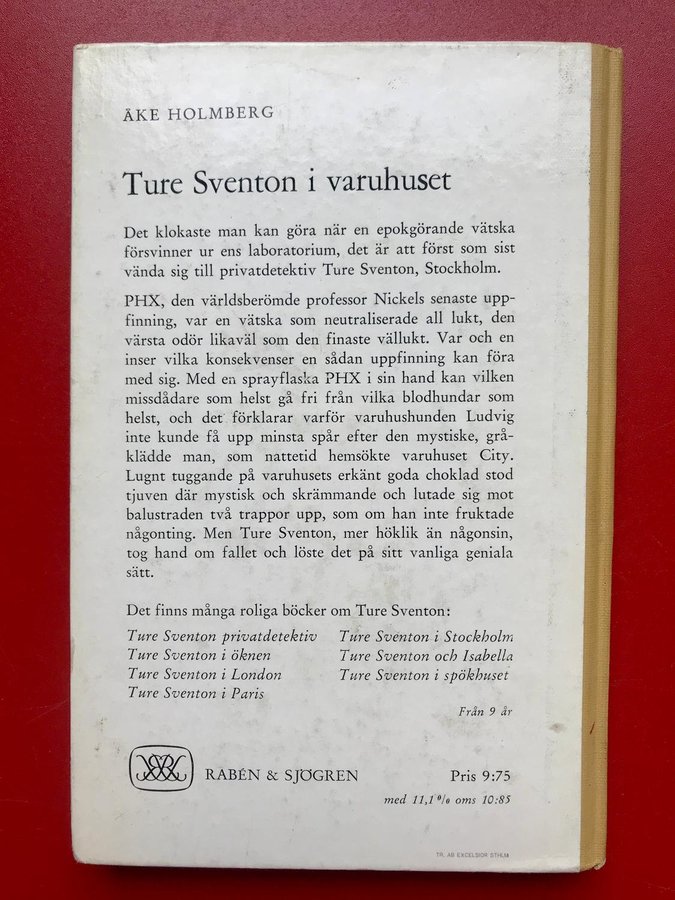 ÅKE HOLMBERG
Ture Sventon i varuhuset
Det klokaste man kan göra när en epokgörande vätska
försvinner ur ens laboratorium, det är att först som sist
vända sig till privatdetektiv Ture Sventon, Stockholm.
PHX, den världsberömde professor Nickels senaste upp-
finning, var en vätska som neutraliserade all lukt, den
värsta odör likaväl som den finaste vällukt. Var och en
inser vilka konsekvenser en sådan uppfinning kan föra
med sig. Med en sprayflaska PHX i sin hand kan vilken
missdådare som helst gå fri från vilka blodhundar som
helst, och det förklarar varför varuhushunden Ludvig
inte kunde få upp minsta spår efter den mystiske, grå-
klädde man, som nattetid hemsökte varuhuset City.
Lugnt tuggande på varuhusets erkänt goda choklad stod
tjuven där mystisk och skrämmande och lutade sig mot
balustraden två trappor upp, som om han inte fruktade
någonting. Men Ture Sventon, mer höklik än någonsin,
tog hand om fallet och löste det på sitt vanliga geniala
sätt.
Det finns många roliga böcker om Ture Sventon:
Ture Sventon privatdetektiv Ture Sventon i Stockholm
Ture Sventon i öknen Ture Sventon och Isabella
Ture Sventon i London Ture Sventon i spökhuset
Ture Sventon i Paris
Från 9 år
RABÉN & SJÖGREN Pris 9:75
med 11,1 % oms 10:85
TR. AB EXCELSIOR STHLM